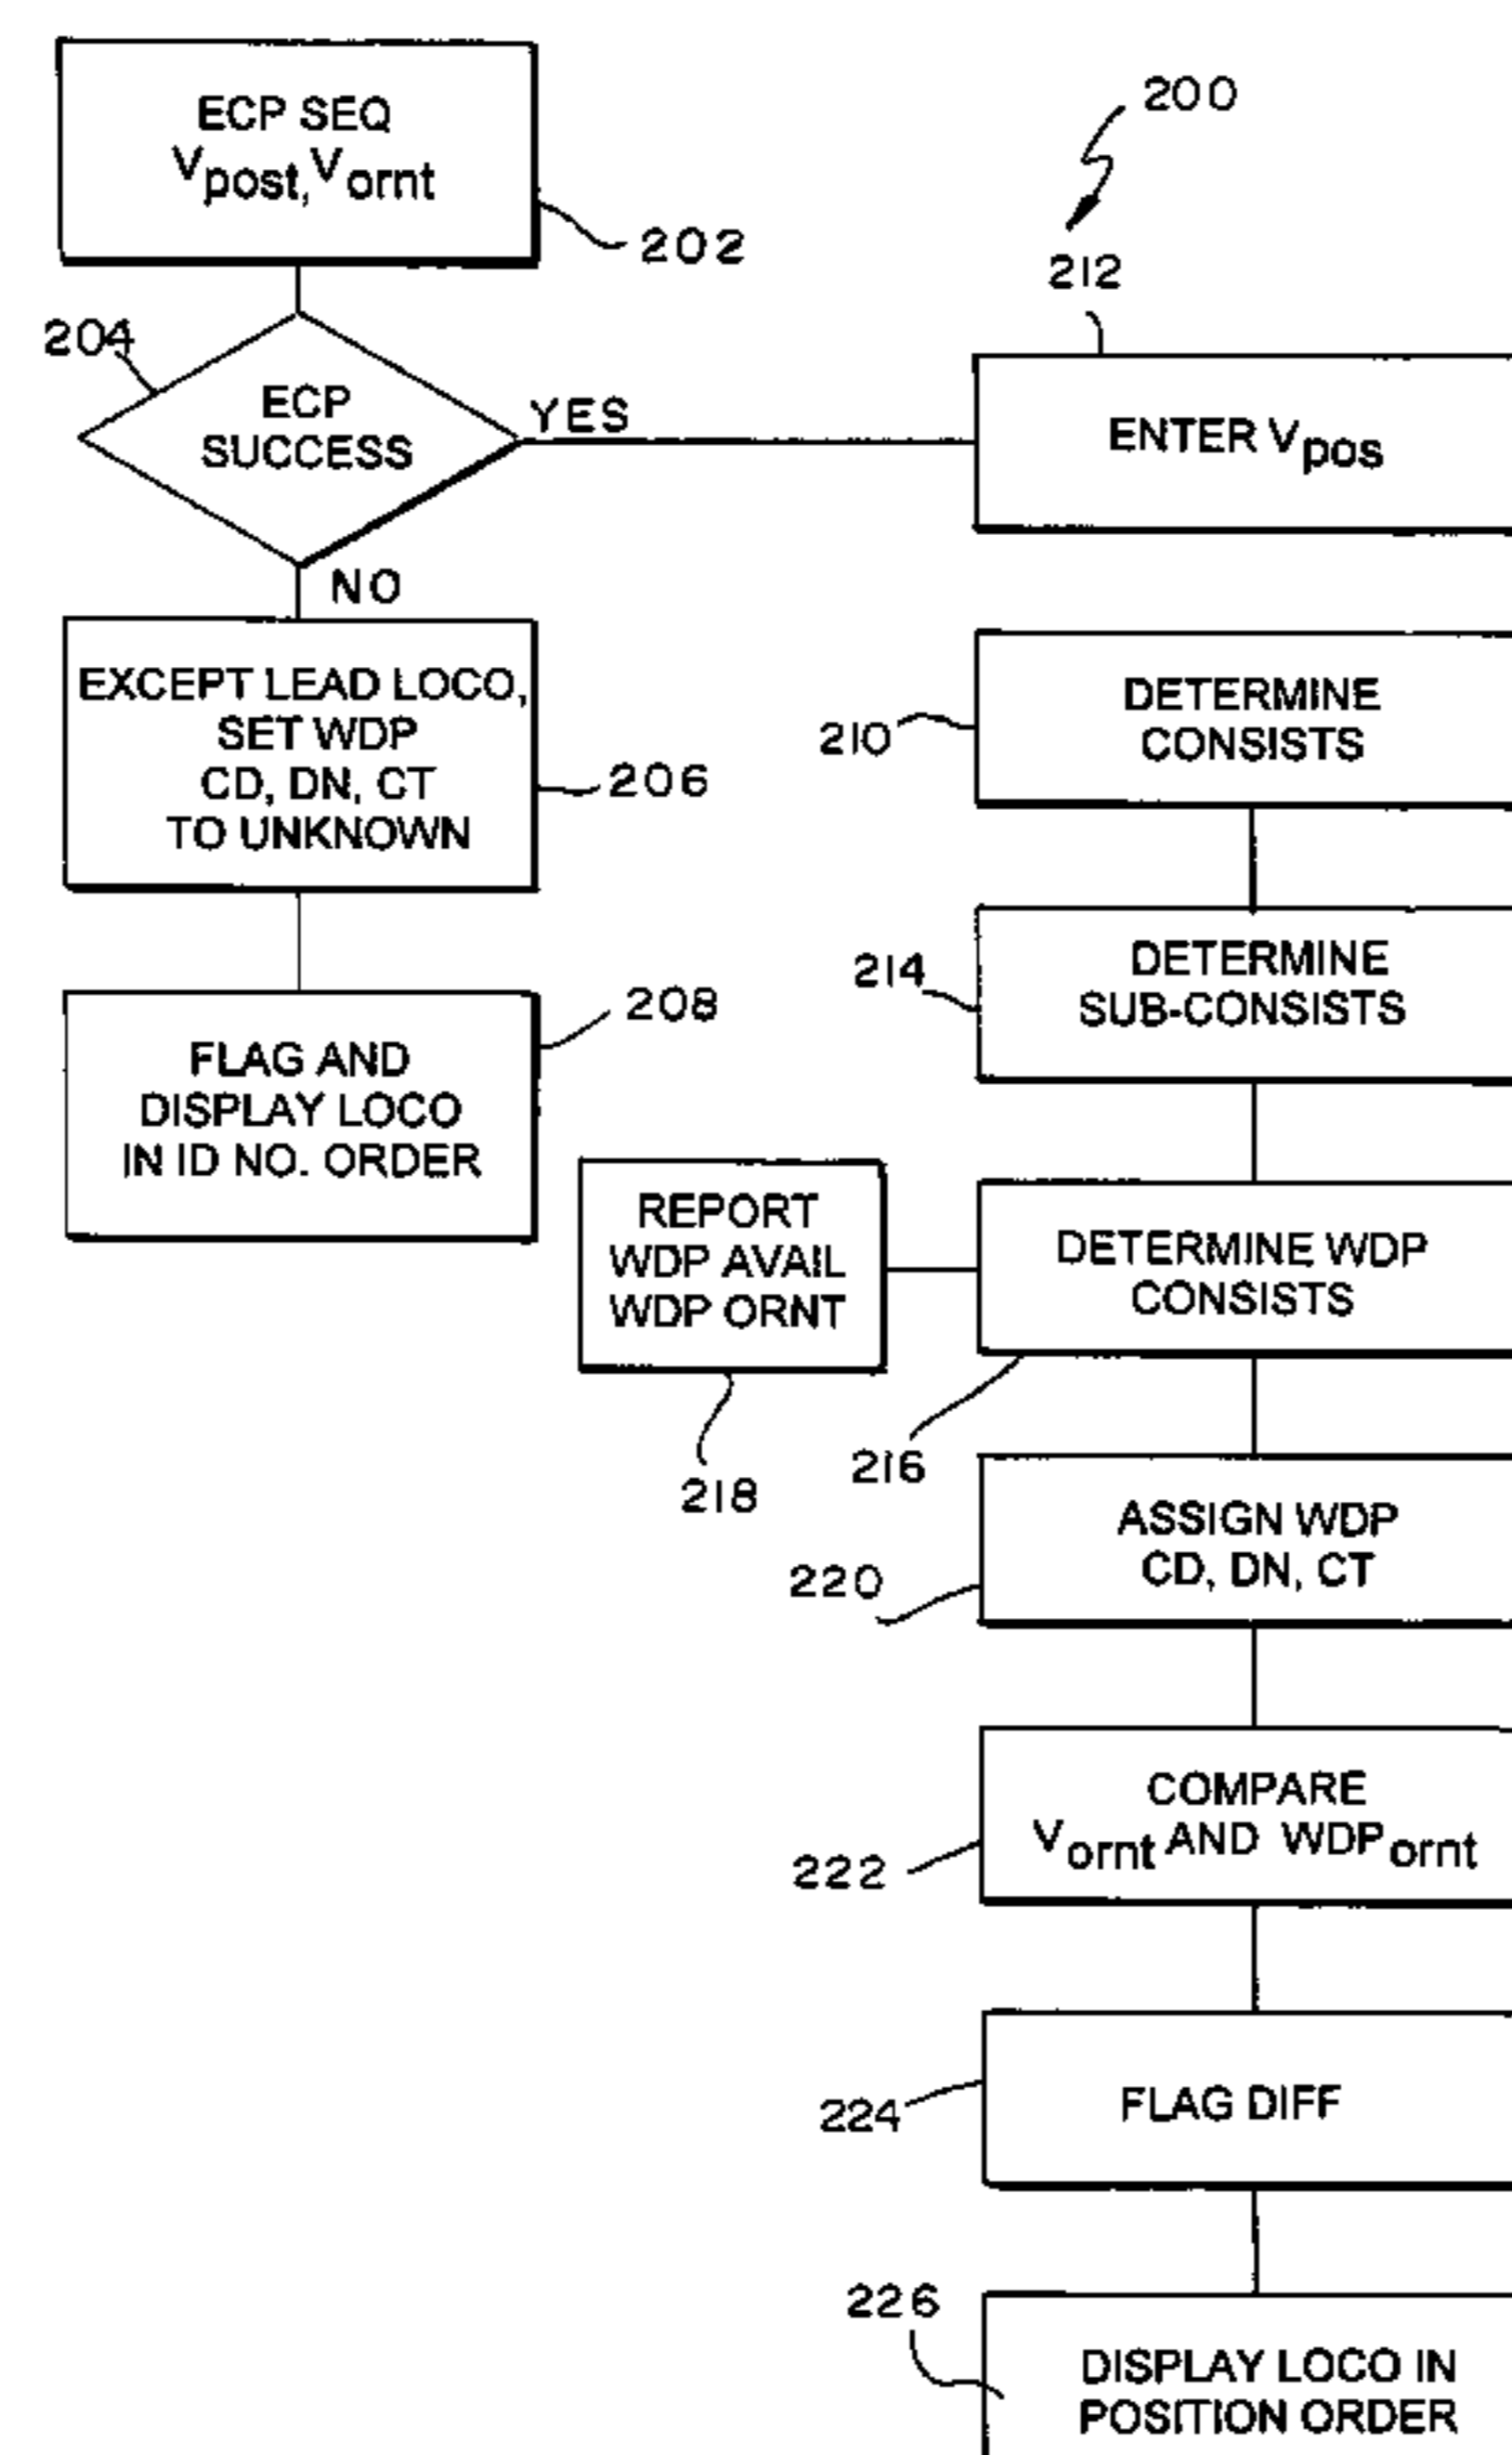 ECP SEQ
Vpost, Vornt
202
200
204
ECP
SUCCESS
YES
NO
212
ENTER Vpos
EXCEPT LEAD LOCO,
SET WDP
CD, DN, CT
TO UNKNOWN
206
210
DETERMINE
CONSISTS
FLAG AND
DISPLAY LOCO
IN ID NO. ORDER
208
214
DETERMINE
SUB-CONSISTS
REPORT
WDP AVAIL
WDP ORNT
218
DETERMINE WDP
CONSISTS
216
ASSIGN WDP
CD, DN, CT
220
COMPARE
Vornt AND WDPornt
222
FLAG DIFF
224
226
DISPLAY LOCO IN
POSITION ORDER